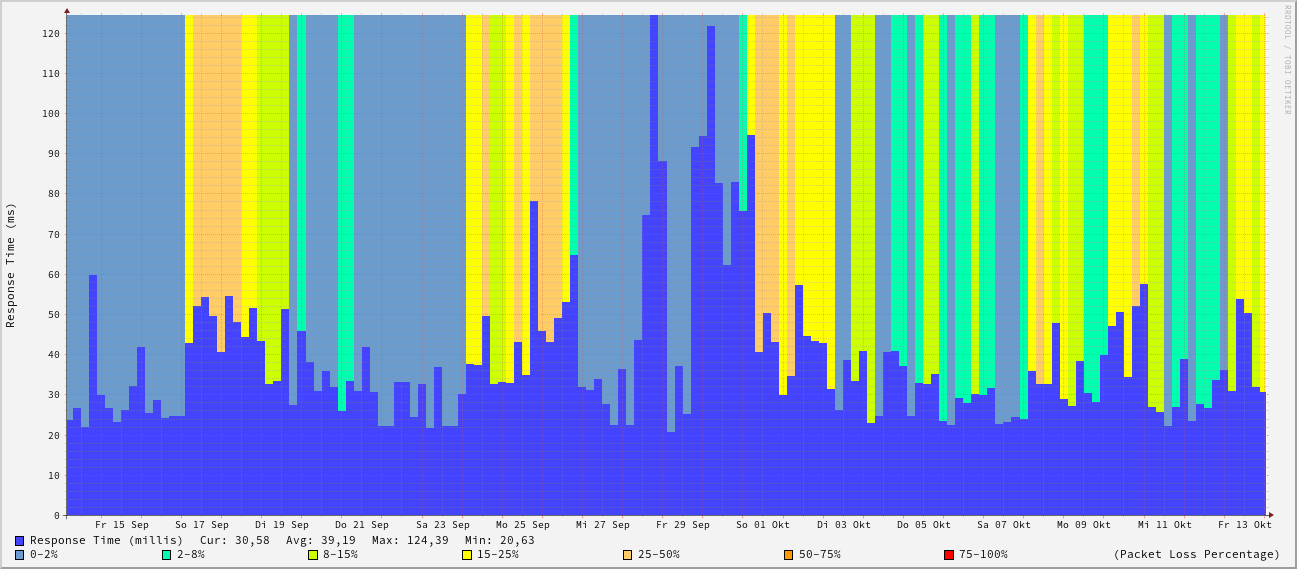 RRDTOOL / TOBI OETIKER
Response Time (ms)
120
110
100
90
80
70
60
50
40
30
20
10
0
Fr 15 Sep So 17 Sep Di 19 Sep Do 21 Sep Sa 23 Sep Mo 25 Sep Mi 27 Sep Fr 29 Sep So 01 Okt Di 03 Okt Do 05 Okt Sa 07 Okt Mo 09 Okt Mi 11 Okt Fr 13 Okt
Response Time (millis) Cur: 30,58 Avg: 39,19 Max: 124,39 Min: 20,63
0-2% 2-8% 8-15% 15-25% 25-50% 50-75% 75-100% (Packet Loss Percentage)